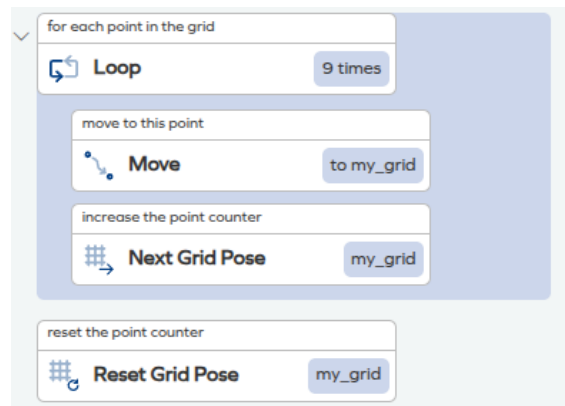 for each point in the grid
Loop 9 times
move to this point
Move to my_grid
increase the point counter
Next Grid Pose my_grid
reset the point counter
Reset Grid Pose my_grid